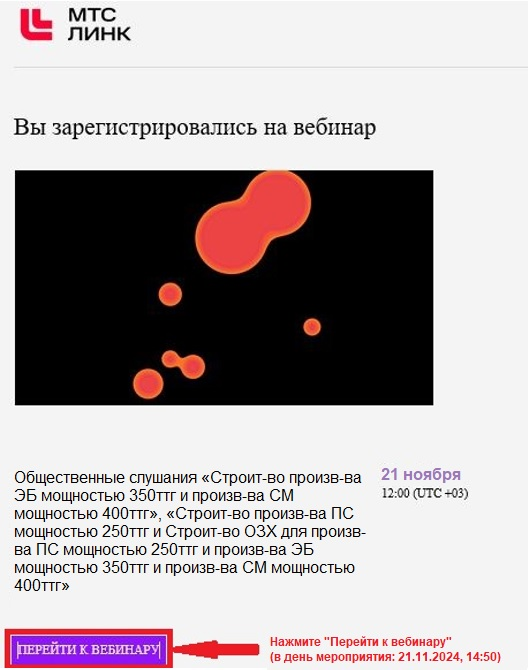 МТС
ЛИНК
Вы зарегистрировались на вебинар
Общественные слушания «Строит-во произв-ва
ЭБ мощностью 350ттг и произв-ва СМ
мощностью 400ттг», «Строит-во произв-ва ПС
мощностью 250ттг и Строит-во ОЗХ для произв-
ва ПС мощностью 250ттг и произв-ва ЭБ
мощностью 350ттг и произв-ва СМ мощностью
400ттг»
21 ноября
12:00 (UTC +03)
ПЕРЕЙТИ К ВЕБИНАРУ
Нажмите "Перейти к вебинару"
(в день мероприятия: 21.11.2024, 14:50)